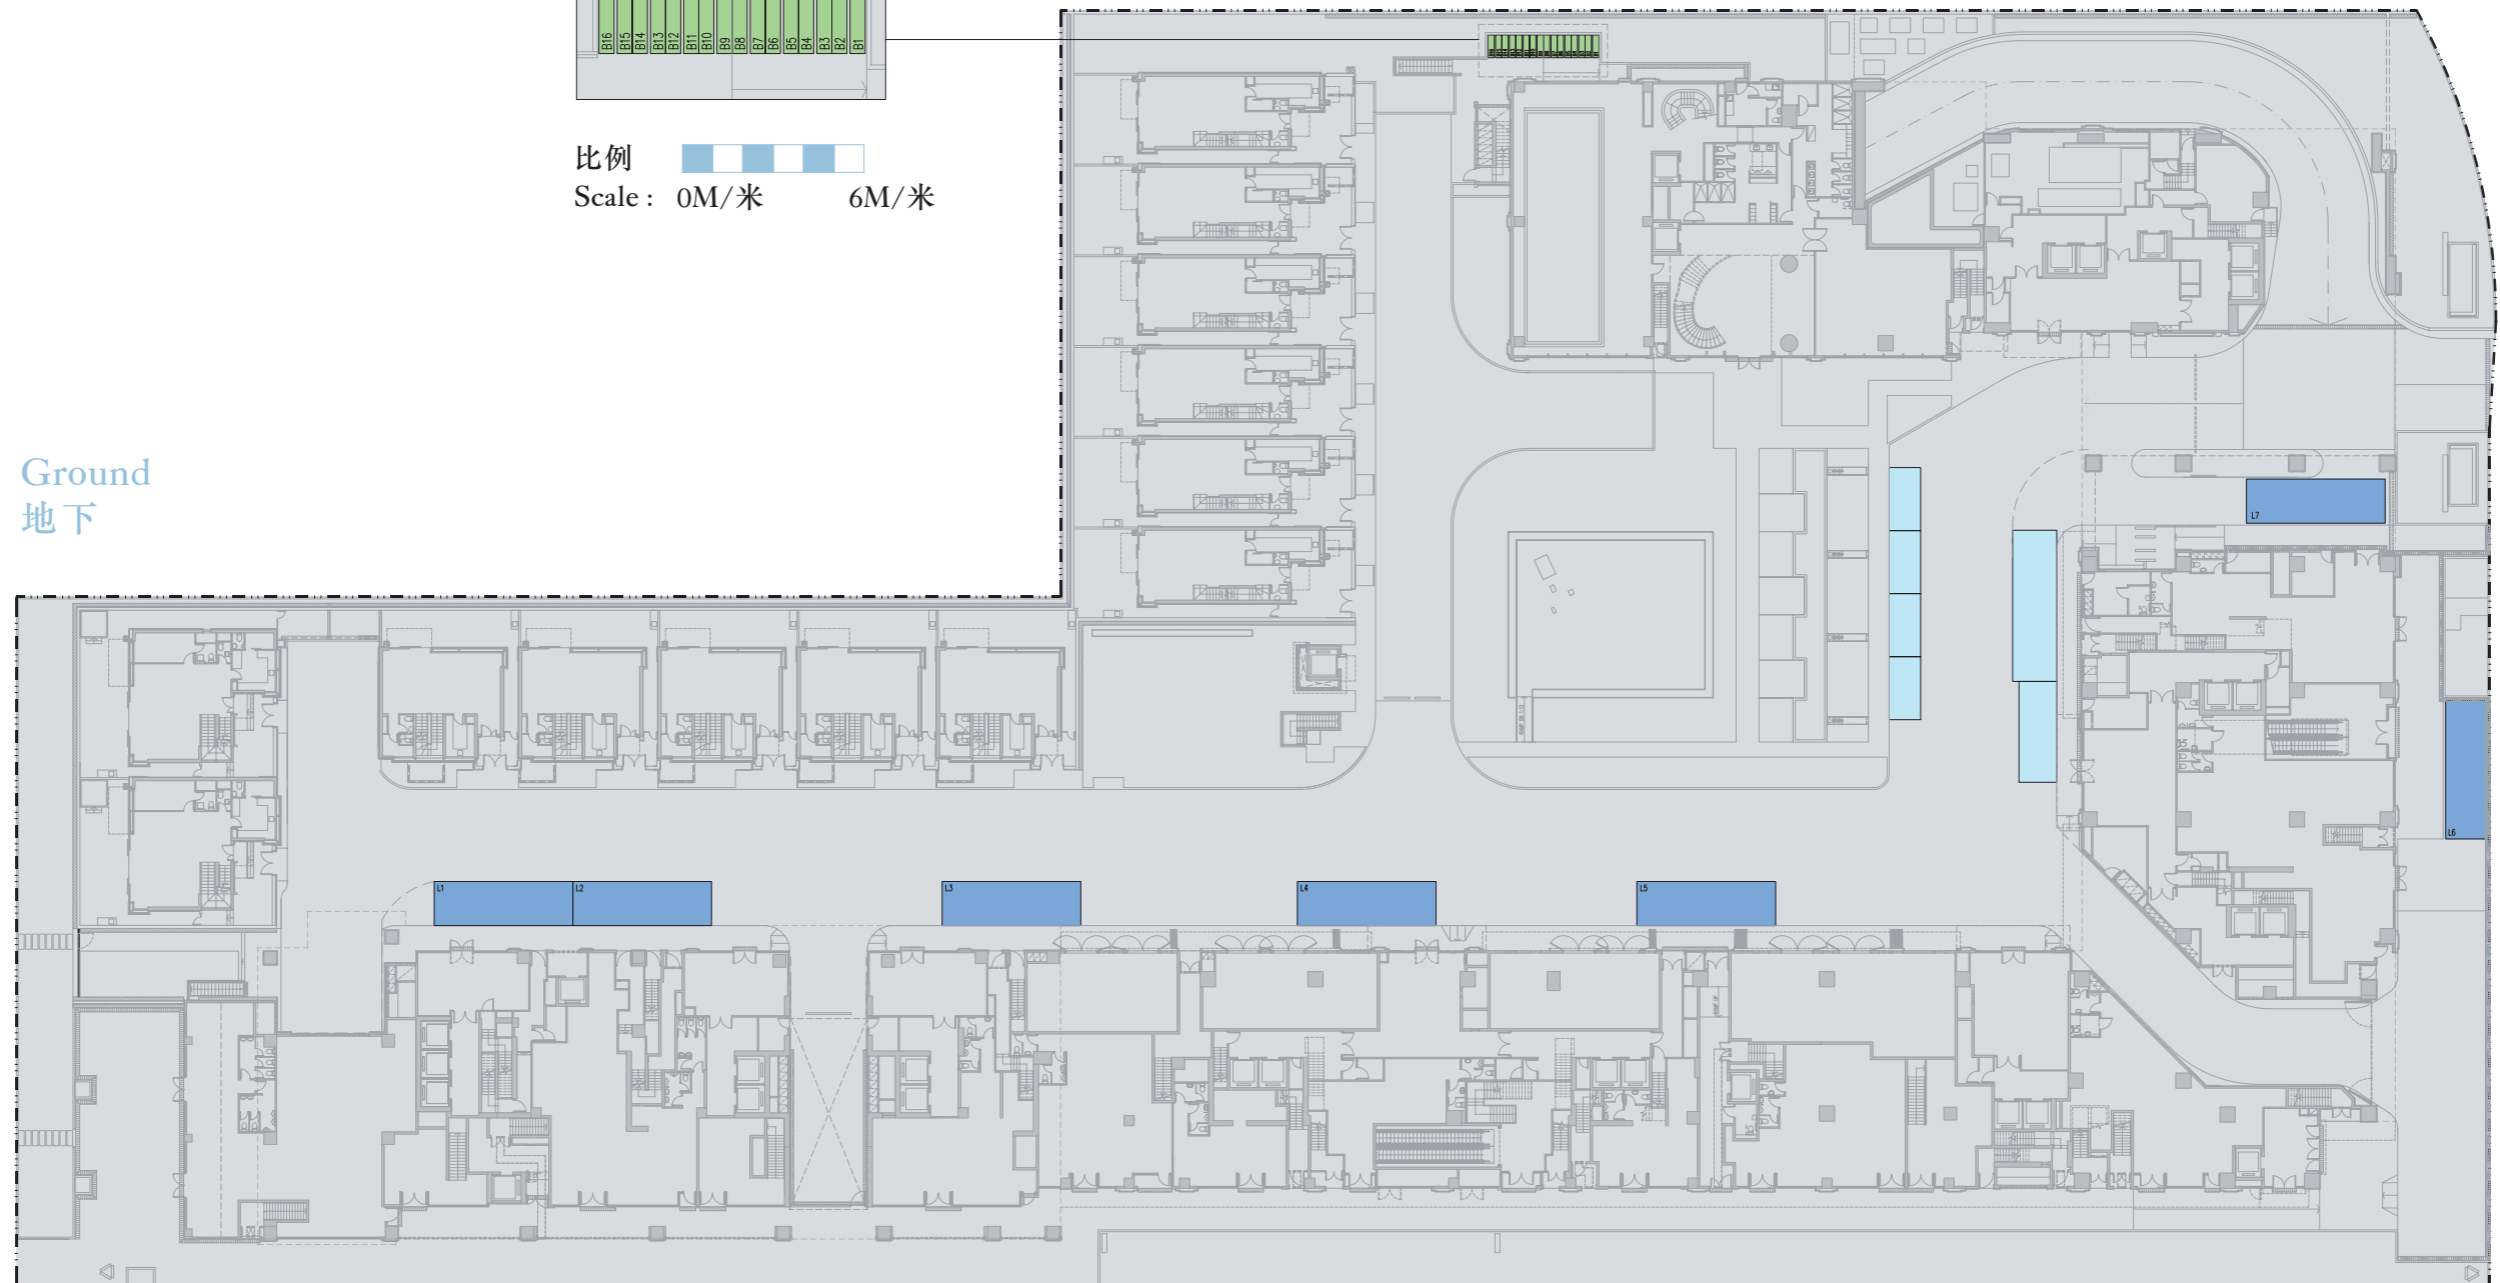 B16 B15 B14 B13 B12 B11 B10 B9 B8 B7 B6 B5 B4 B3 B2 B1
比例
Scale : 0M/米 6M/米
Ground
地下
L7
L6
L1 L2 L3 L4 L5